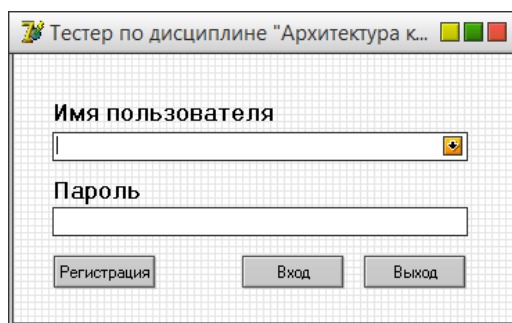 Тестер по дисциплине "Архитектура к...
Имя пользователя
Пароль
Регистрация Вход Выход